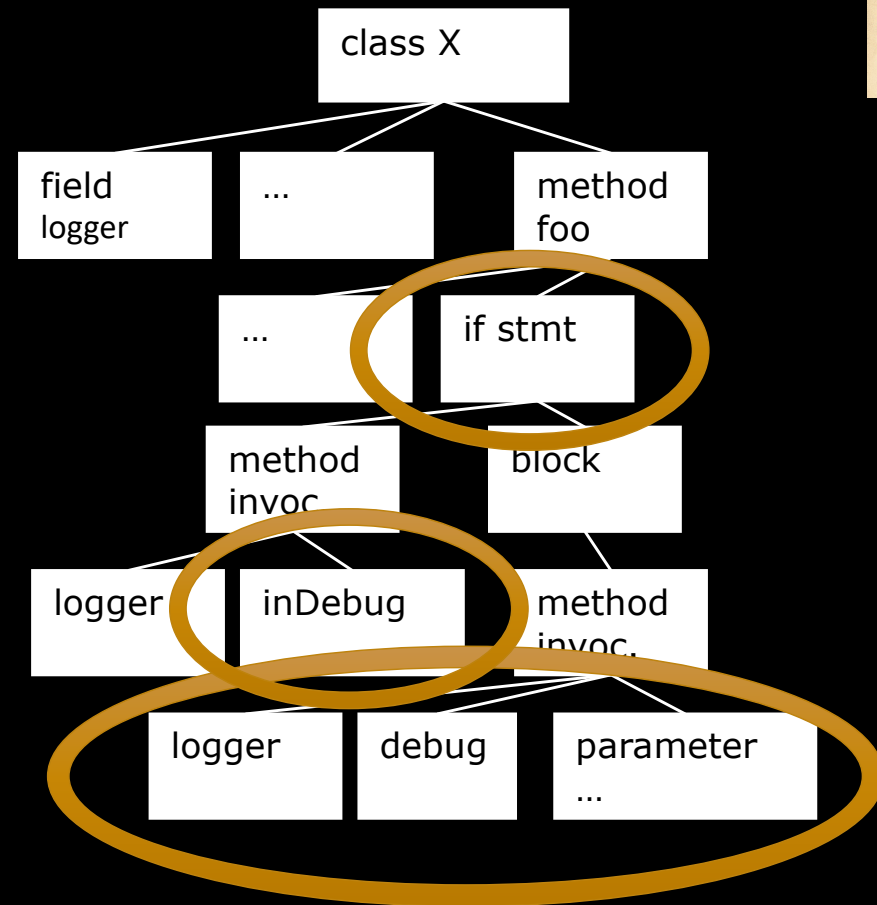 class X
field
logger
…
method
foo
…
if stmt
method
invoc
block
logger
inDebug
method
invoc.
logger
debug
parameter
…